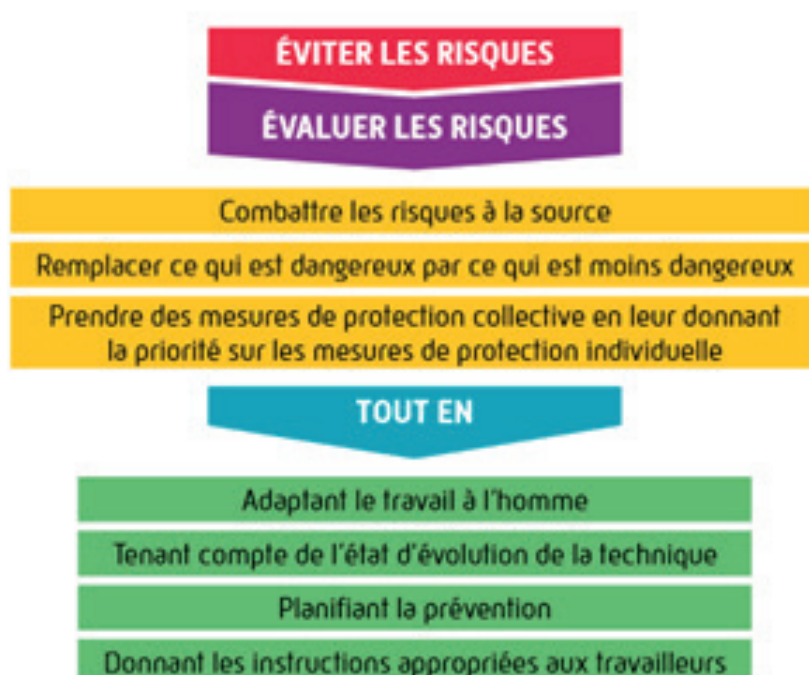 ÉVITER LES RISQUES
ÉVALUER LES RISQUES
Combattre les risques à la source
Remplacer ce qui est dangereux par ce qui est moins dangereux
Prendre des mesures de protection collective en leur donnant
la priorité sur les mesures de protection individuelle
TOUT EN
Adaptant le travail à l'homme
Tenant compte de l'état d'évolution de la technique
Planifiant la prévention
Donnant les instructions appropriées aux travailleurs